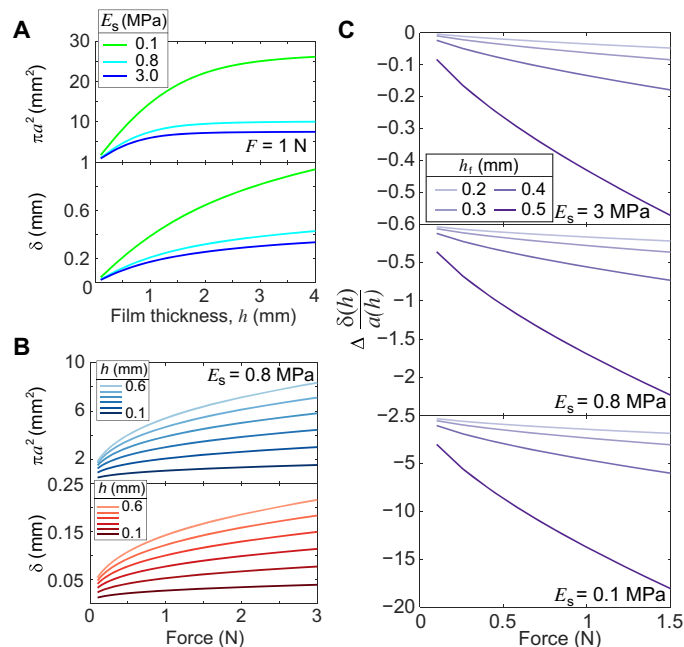 A
E_s (MPa)
0.1
0.8
3.0
πa² (mm²)
30
20
10
1
F = 1 N
δ (mm)
0.6
0.2
0
0
1
2
3
4
Film thickness, h (mm)
B
πa² (mm²)
10
6
2
h (mm)
0.6
0.1
E_s = 0.8 MPa
δ (mm)
0.25
0.15
0.05
h (mm)
0.6
0.1
0
1
2
3
Force (N)
C
Δ δ(h)/a(h)
0
−0.1
−0.2
−0.3
−0.4
−0.5
−0.6
h_f (mm)
0.2 0.4
0.3 0.5
E_s = 3 MPa
−0.5
−1
−1.5
−2
−2.5
E_s = 0.8 MPa
−5
−10
−15
−20
E_s = 0.1 MPa
0
0.5
1
1.5
Force (N)